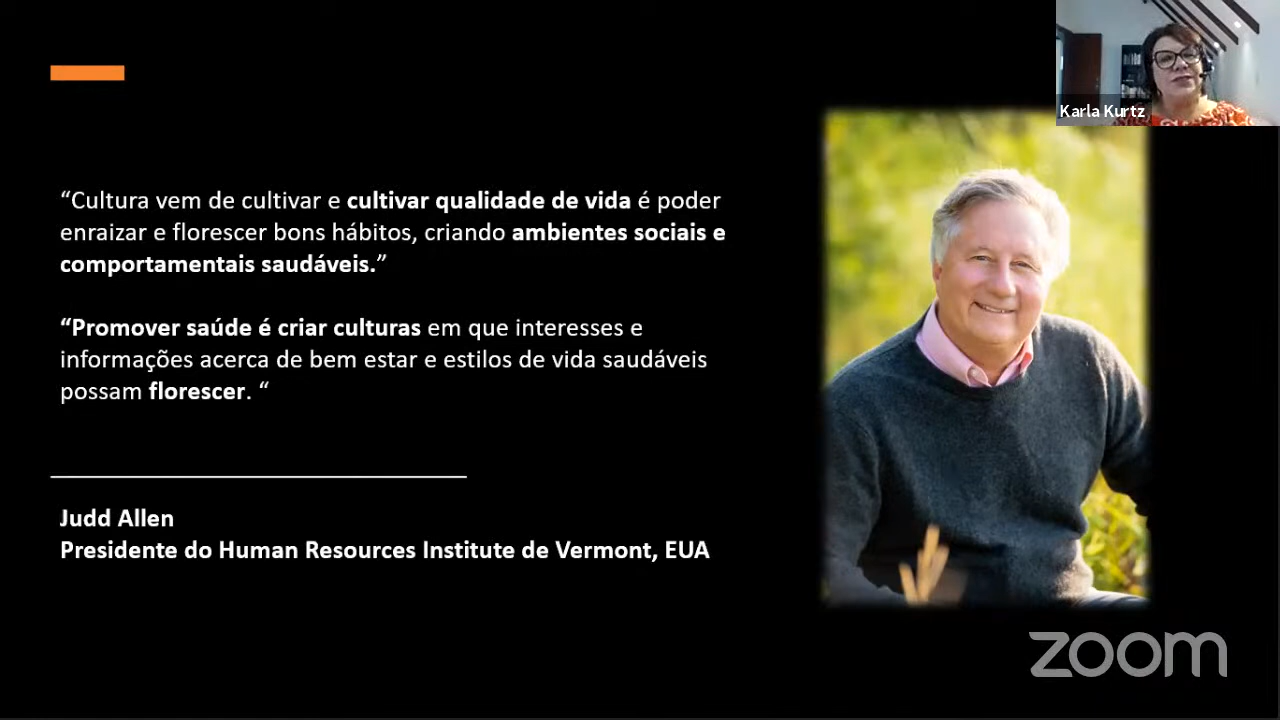 Karla Kurtz
“Cultura vem de cultivar e cultivar qualidade de vida é poder
enraizar e florescer bons hábitos, criando ambientes sociais e
comportamentais saudáveis.”
“Promover saúde é criar culturas em que interesses e
informações acerca de bem estar e estilos de vida saudáveis
possam florescer. “
Judd Allen
Presidente do Human Resources Institute de Vermont, EUA
zoom